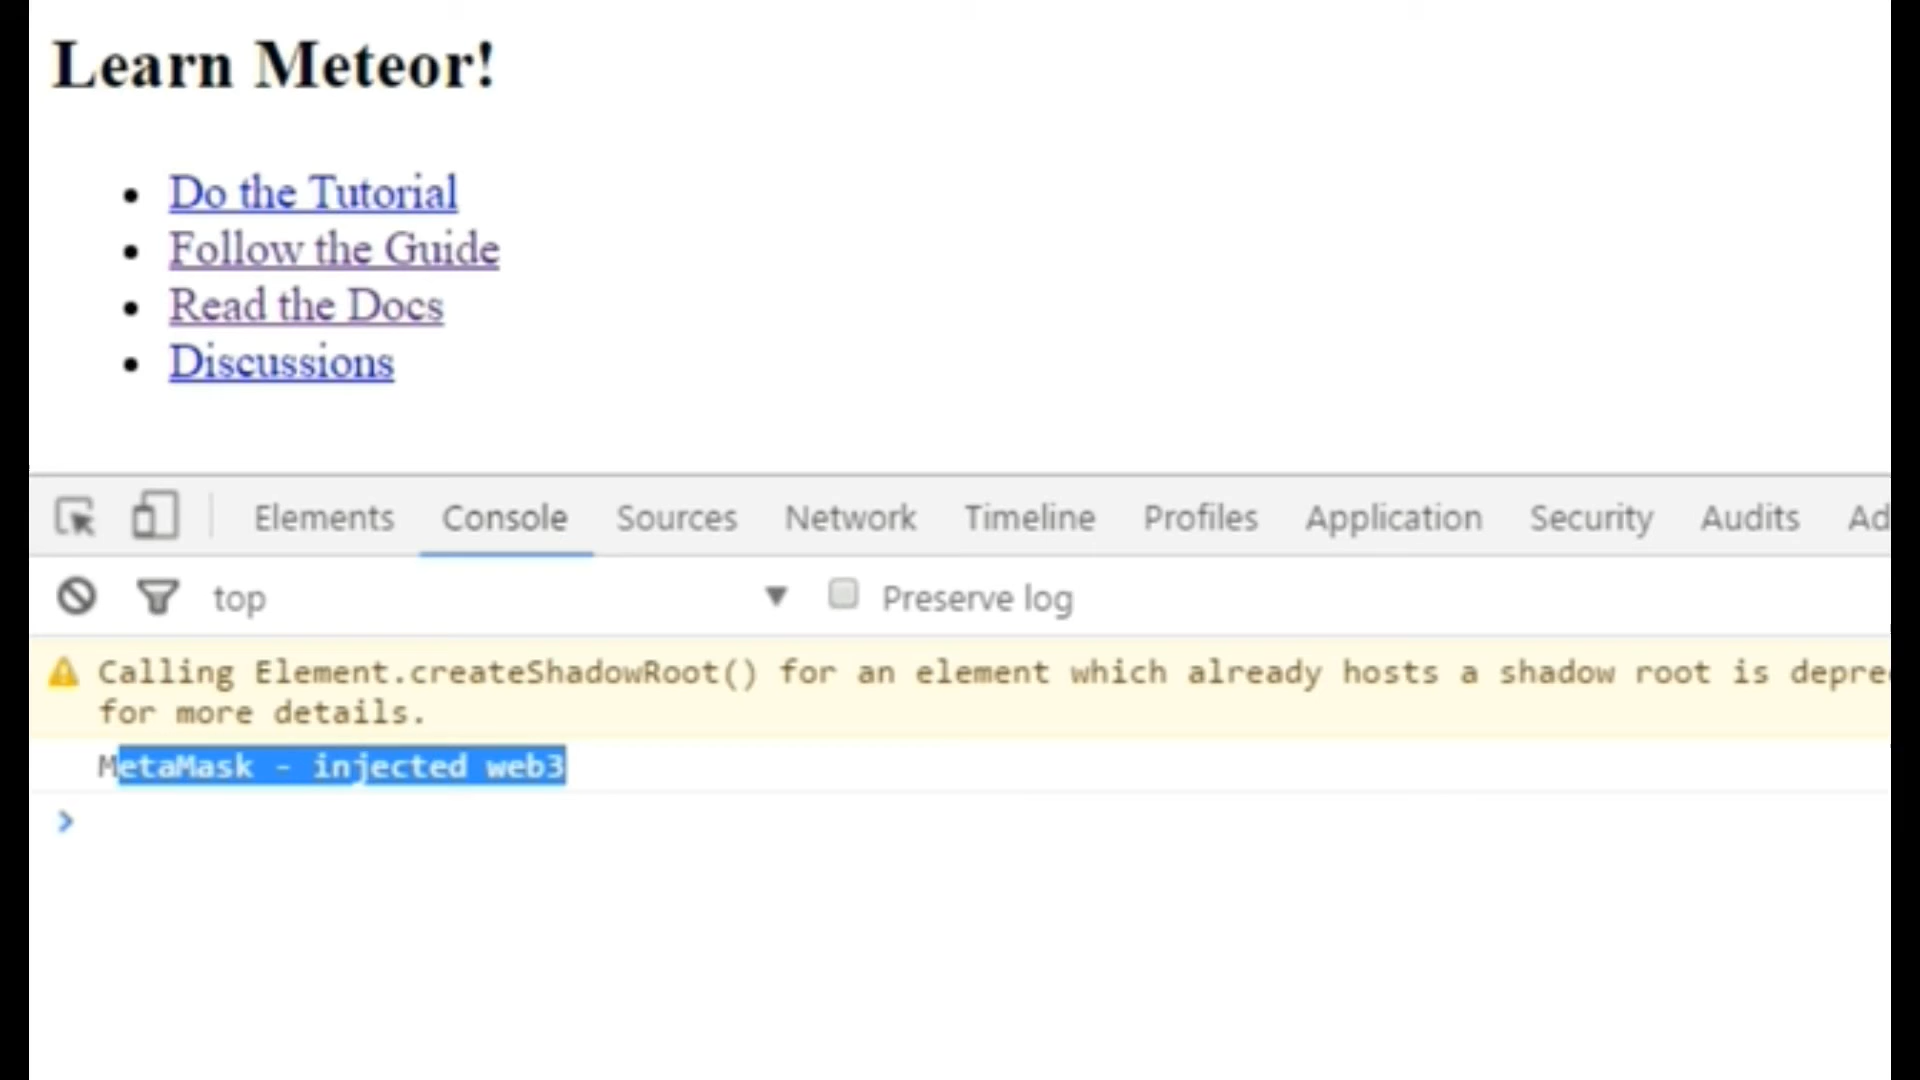 Learn Meteor!
Do the Tutorial
Follow the Guide
Read the Docs
Discussions
Elements Console Sources Network Timeline Profiles Application Security Audits Ad
top Preserve log
Calling Element.createShadowRoot() for an element which already hosts a shadow root is depre
for more details.
MetaMask - injected web3